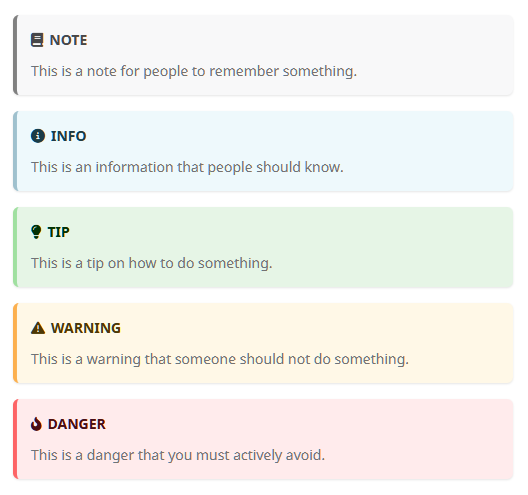 NOTE
This is a note for people to remember something.
INFO
This is an information that people should know.
TIP
This is a tip on how to do something.
WARNING
This is a warning that someone should not do something.
DANGER
This is a danger that you must actively avoid.